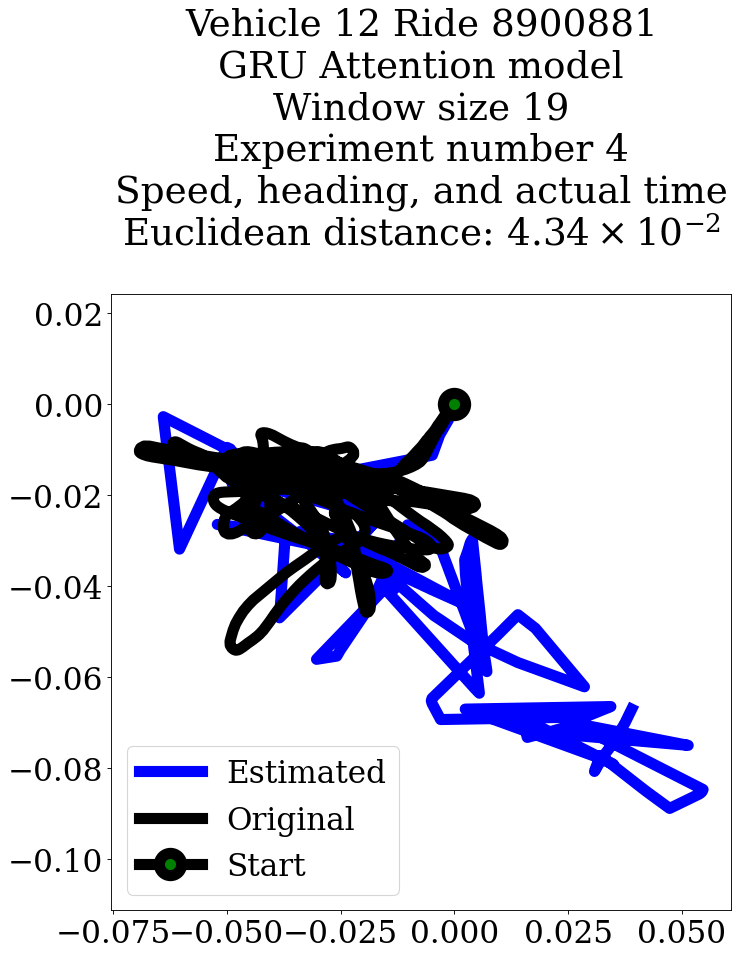 Vehicle 12 Ride 8900881
GRU Attention model
Window size 19
Experiment number 4
Speed, heading, and actual time
Euclidean distance: 4.34 × 10⁻²
0.02
0.00
−0.02
−0.04
−0.06
−0.08
−0.10
Estimated
Original
Start
−0.075 −0.050 −0.025 0.000 0.025 0.050